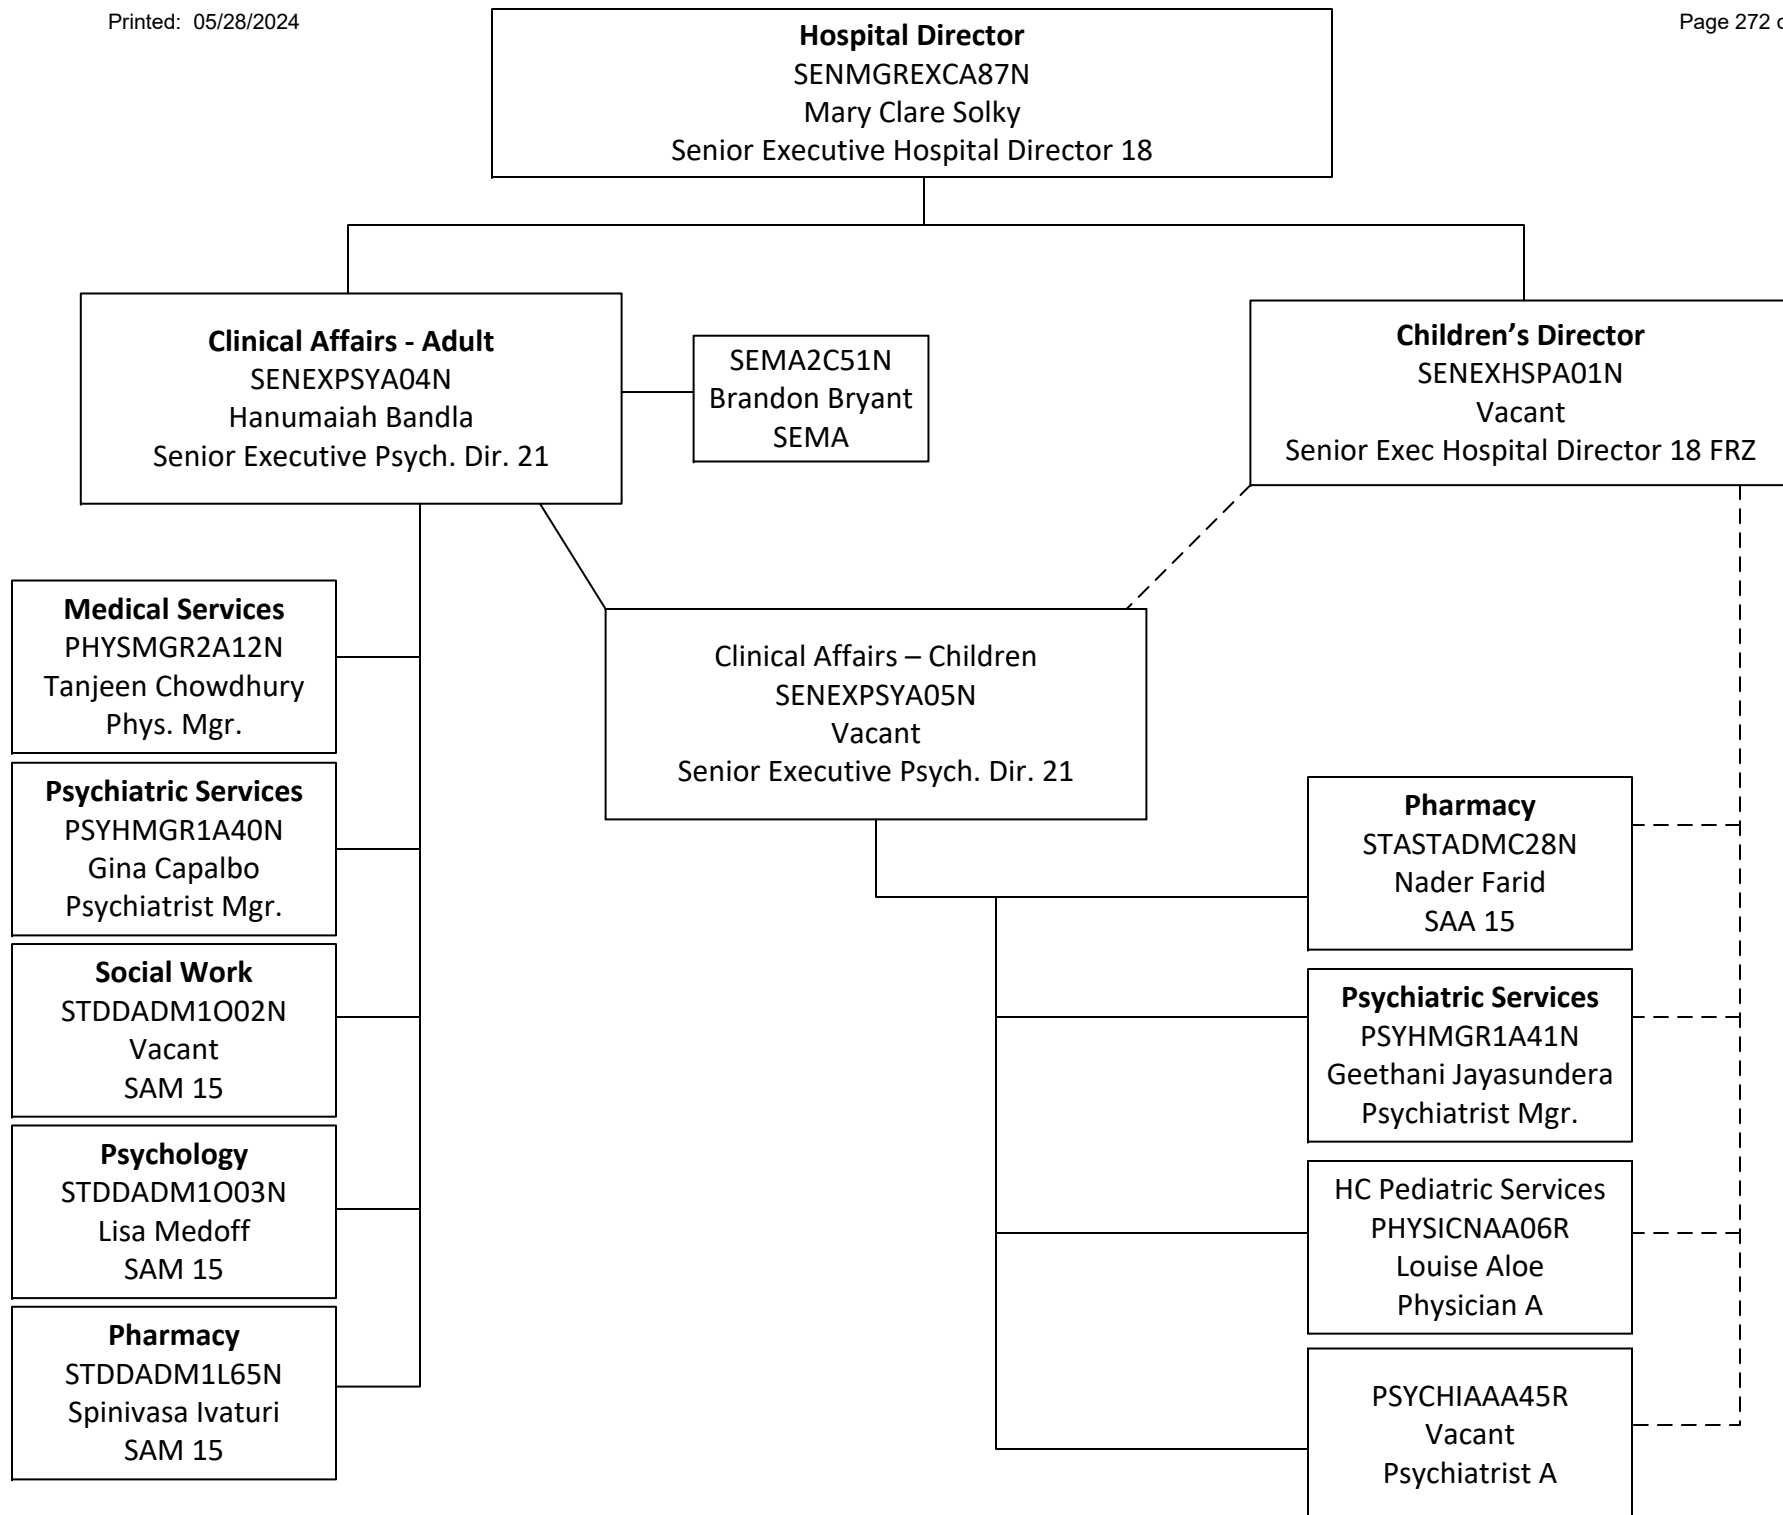 Printed: 05/28/2024
Page 272 o
Hospital Director
SENMGREXCA87N
Mary Clare Solky
Senior Executive Hospital Director 18
Clinical Affairs - Adult
SENEXPSYA04N
Hanumaiah Bandla
Senior Executive Psych. Dir. 21
SEMA2C51N
Brandon Bryant
SEMA
Children’s Director
SENEXHSPA01N
Vacant
Senior Exec Hospital Director 18 FRZ
Medical Services
PHYSMGR2A12N
Tanjeen Chowdhury
Phys. Mgr.
Clinical Affairs – Children
SENEXPSYA05N
Vacant
Senior Executive Psych. Dir. 21
Psychiatric Services
PSYHMGR1A40N
Gina Capalbo
Psychiatrist Mgr.
Social Work
STDDADM1O02N
Vacant
SAM 15
Psychology
STDDADM1O03N
Lisa Medoff
SAM 15
Pharmacy
STDDADM1L65N
Spinivasa Ivaturi
SAM 15
Pharmacy
STASTADMC28N
Nader Farid
SAA 15
Psychiatric Services
PSYHMGR1A41N
Geethani Jayasundera
Psychiatrist Mgr.
HC Pediatric Services
PHYSICNAA06R
Louise Aloe
Physician A
PSYCHIAAA45R
Vacant
Psychiatrist A